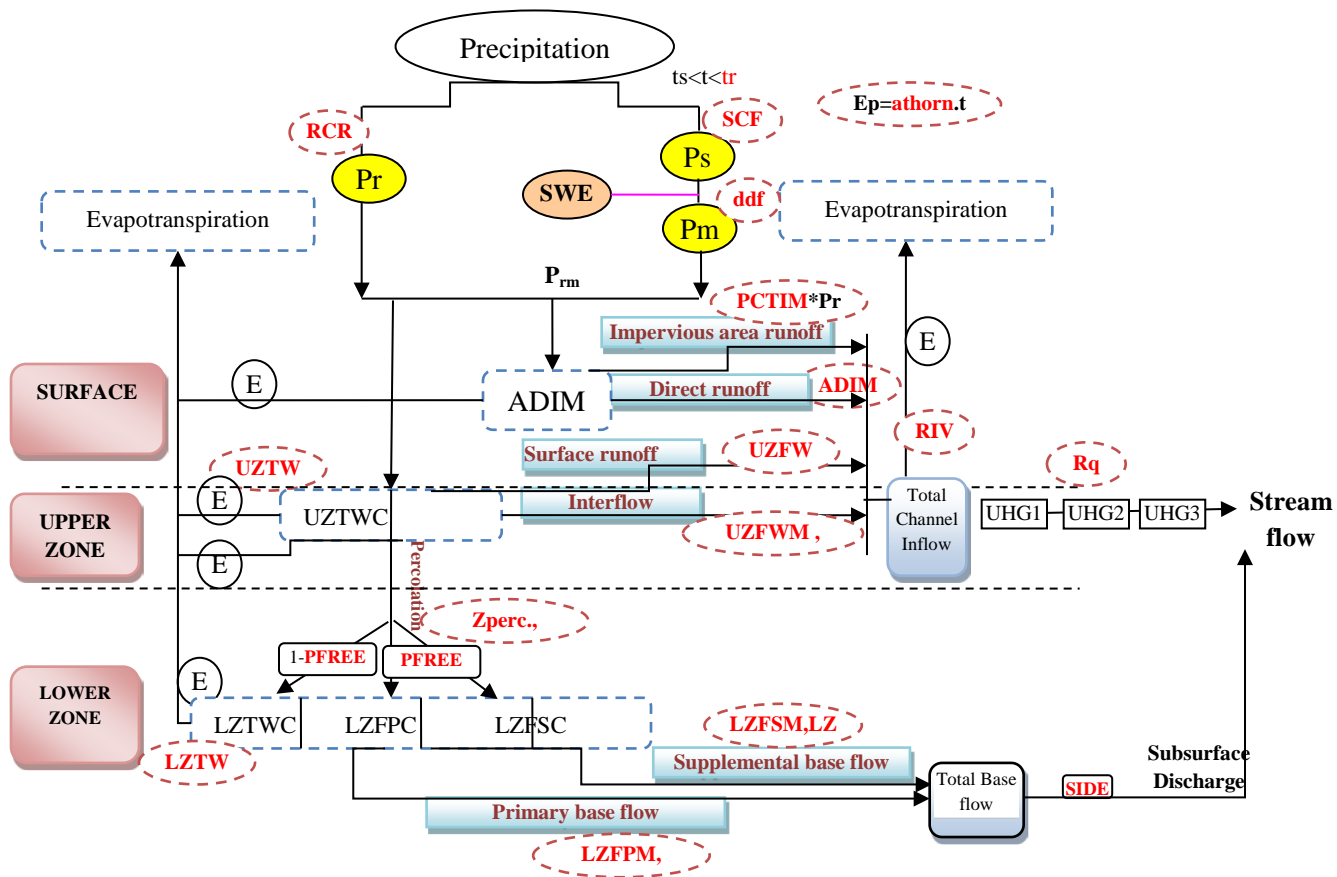 Precipitation
ts<t<tr
Ep=athorn.t
RCR
SCF
Pr
Ps
SWE
ddf
Pm
Evapotranspiration
Evapotranspiration
Prm
PCTIM*Pr
Impervious area runoff
E
E
SURFACE
ADIM
Direct runoff
ADIM
RIV
Surface runoff
UZFW
UZTW
Rq
E
Interflow
UPPER
ZONE
UZTWC
UZFWM ,
Total
Channel
Inflow
UHG1
UHG2
UHG3
Stream
flow
E
Percolation
Zperc.,
1-PFREE
PFREE
E
LOWER
ZONE
LZTWC
LZFPC
LZFSC
LZTW
LZFSM,LZ
Supplemental base flow
Primary base flow
LZFPM,
Total Base
flow
SIDE
Subsurface
Discharge